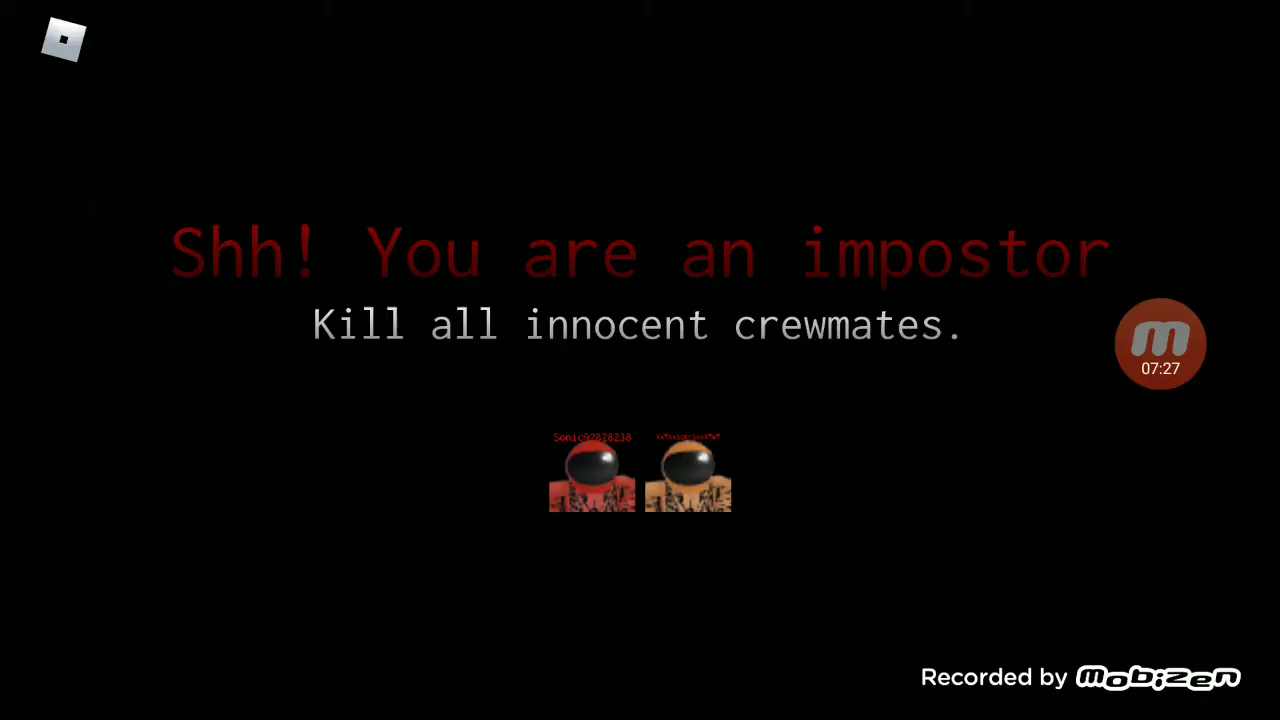 Shh! You are an impostor
Kill all innocent crewmates.
07:27
Sonic92828238
Recorded by mobizen